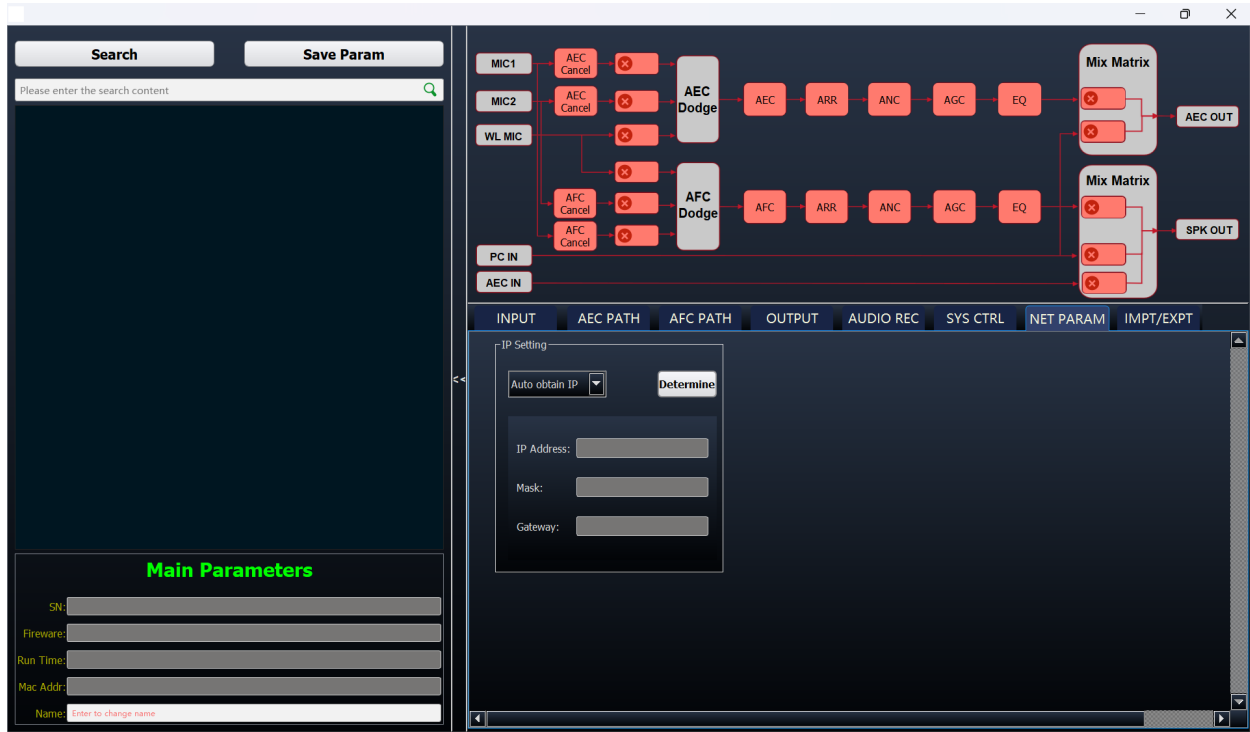 Search
Save Param
Please enter the search content
Main Parameters
SN:
Fireware:
Run Time:
Mac Addr:
Name: Enter to change name
<<
MIC1
AEC
Cancel
MIC2
AEC
Cancel
WL MIC
AEC
Dodge
AEC
ARR
ANC
AGC
EQ
Mix Matrix
AEC OUT
AFC
Cancel
AFC
Cancel
AFC
Dodge
AFC
ARR
ANC
AGC
EQ
Mix Matrix
SPK OUT
PC IN
AEC IN
INPUT
AEC PATH
AFC PATH
OUTPUT
AUDIO REC
SYS CTRL
NET PARAM
IMPT/EXPT
IP Setting
Auto obtain IP
Determine
IP Address:
Mask:
Gateway: